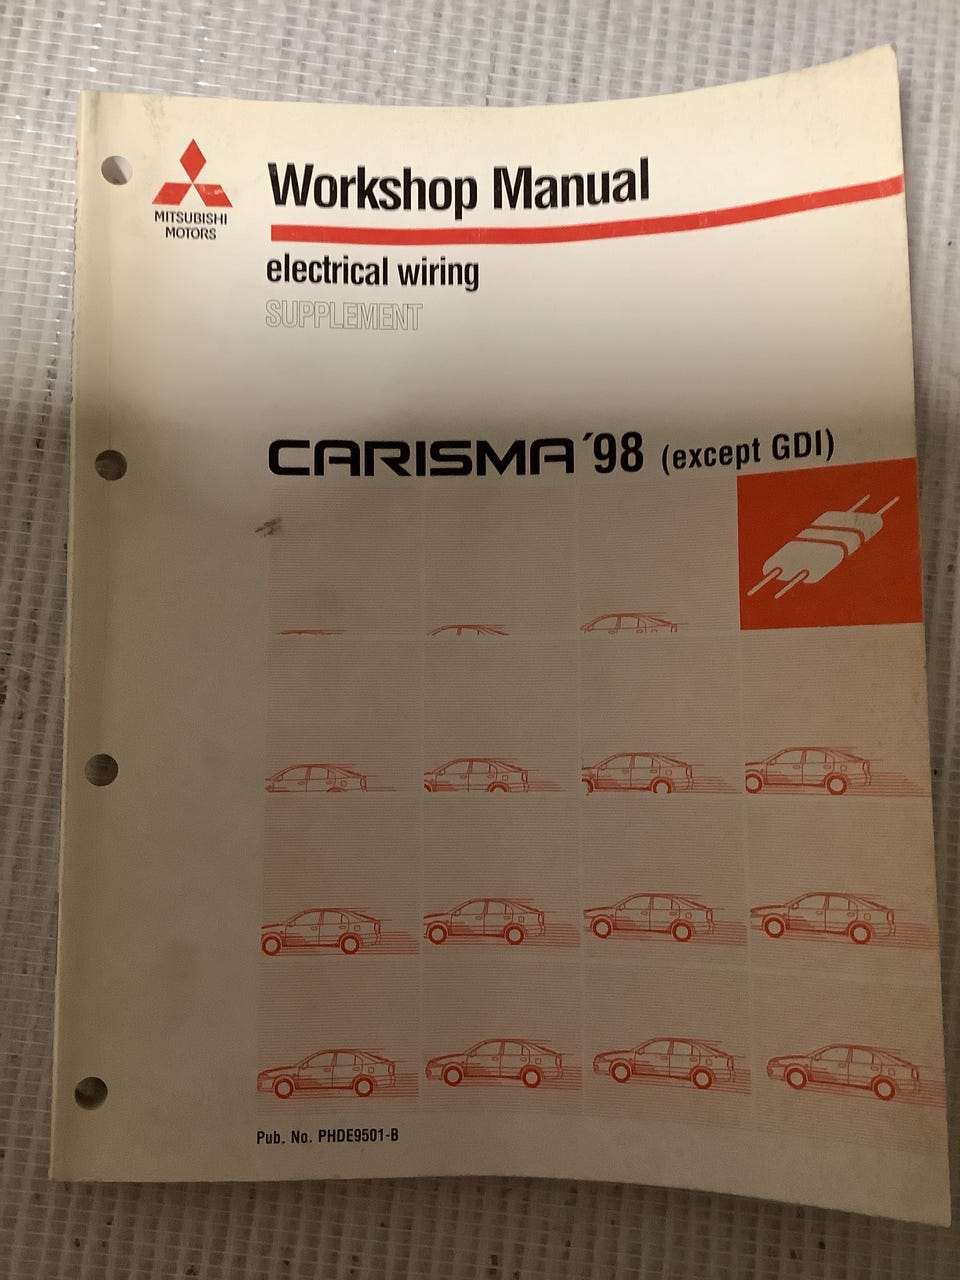 MITSUBISHI
MOTORS
Workshop Manual
electrical wiring
SUPPLEMENT
CARISMA ´98 (except GDI)
Pub. No. PHDE9501-B